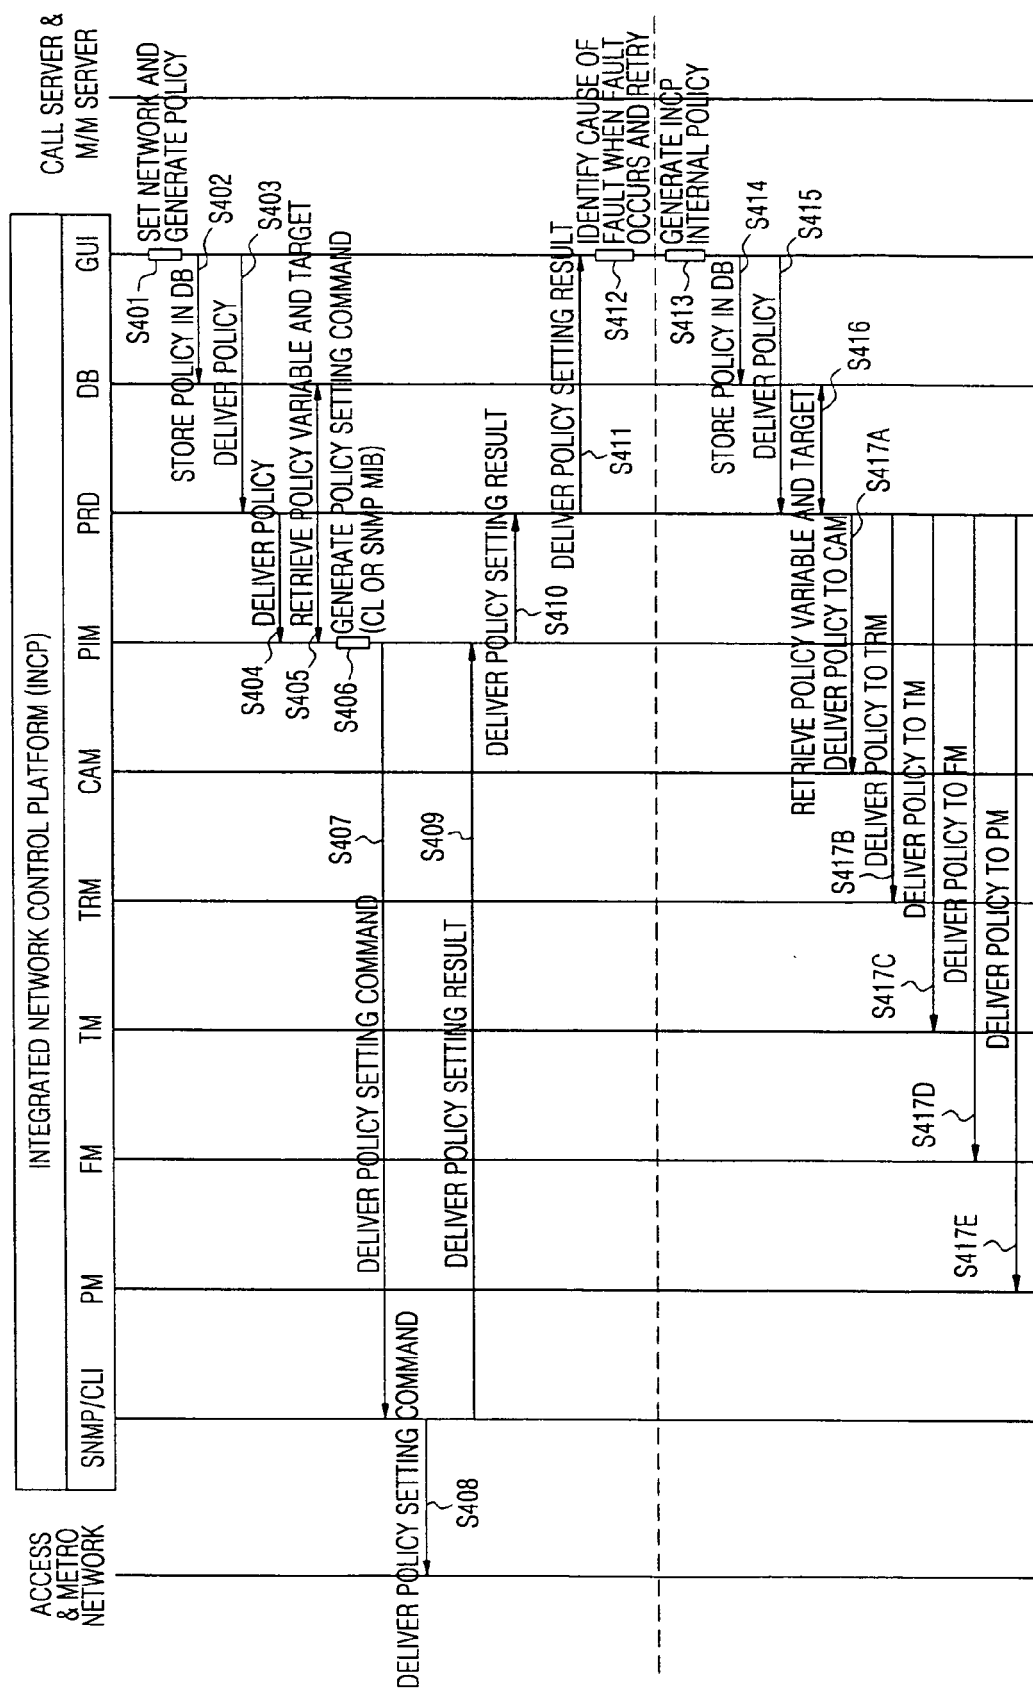 INTEGRATED NETWORK CONTROL PLATFORM (INCP)
ACCESS
& METRO
NETWORK
SNMP/CLI
PM
FM
TM
TRM
CAM
PIM
PRD
DB
GUI
CALL SERVER &
M/M SERVER
S401
SET NETWORK AND
GENERATE POLICY
STORE POLICY IN DB
S402
DELIVER POLICY
S403
S404
DELIVER POLICY
S405
RETRIEVE POLICY VARIABLE AND TARGET
S406
GENERATE POLICY SETTING COMMAND
(CL OR SNMP MIB)
DELIVER POLICY SETTING COMMAND
S407
DELIVER POLICY SETTING COMMAND
S408
DELIVER POLICY SETTING RESULT
S409
DELIVER POLICY SETTING RESULT
S410
DELIVER POLICY SETTING RESULT
S411
S412
IDENTIFY CAUSE OF
FAULT WHEN FAULT
OCCURS AND RETRY
S413
GENERATE INCP
INTERNAL POLICY
STORE POLICY IN DB
S414
DELIVER POLICY
S415
RETRIEVE POLICY VARIABLE AND TARGET
S416
DELIVER POLICY TO CAM
S417A
S417B
DELIVER POLICY TO TRM
S417C
DELIVER POLICY TO TM
S417D
DELIVER POLICY TO FM
S417E
DELIVER POLICY TO PM